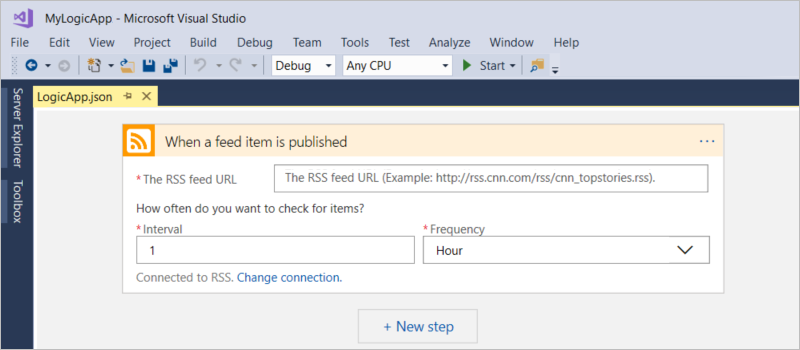 MyLogicApp - Microsoft Visual Studio
File Edit View Project Build Debug Team Tools Test Analyze Window Help
Debug Any CPU Start
Server Explorer
Toolbox
LogicApp.json
When a feed item is published
* The RSS feed URL The RSS feed URL (Example: http://rss.cnn.com/rss/cnn_topstories.rss).
How often do you want to check for items?
* Interval * Frequency
1 Hour
Connected to RSS. Change connection.
+ New step